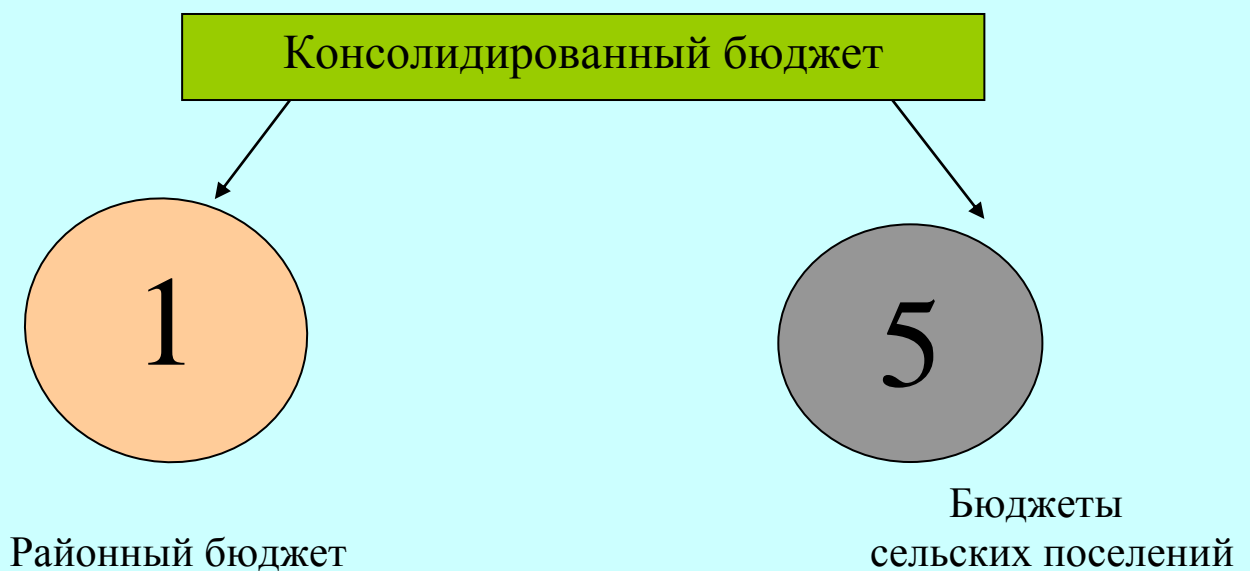 Консолидированный бюджет
1
5
Районный бюджет
Бюджеты
сельских поселений